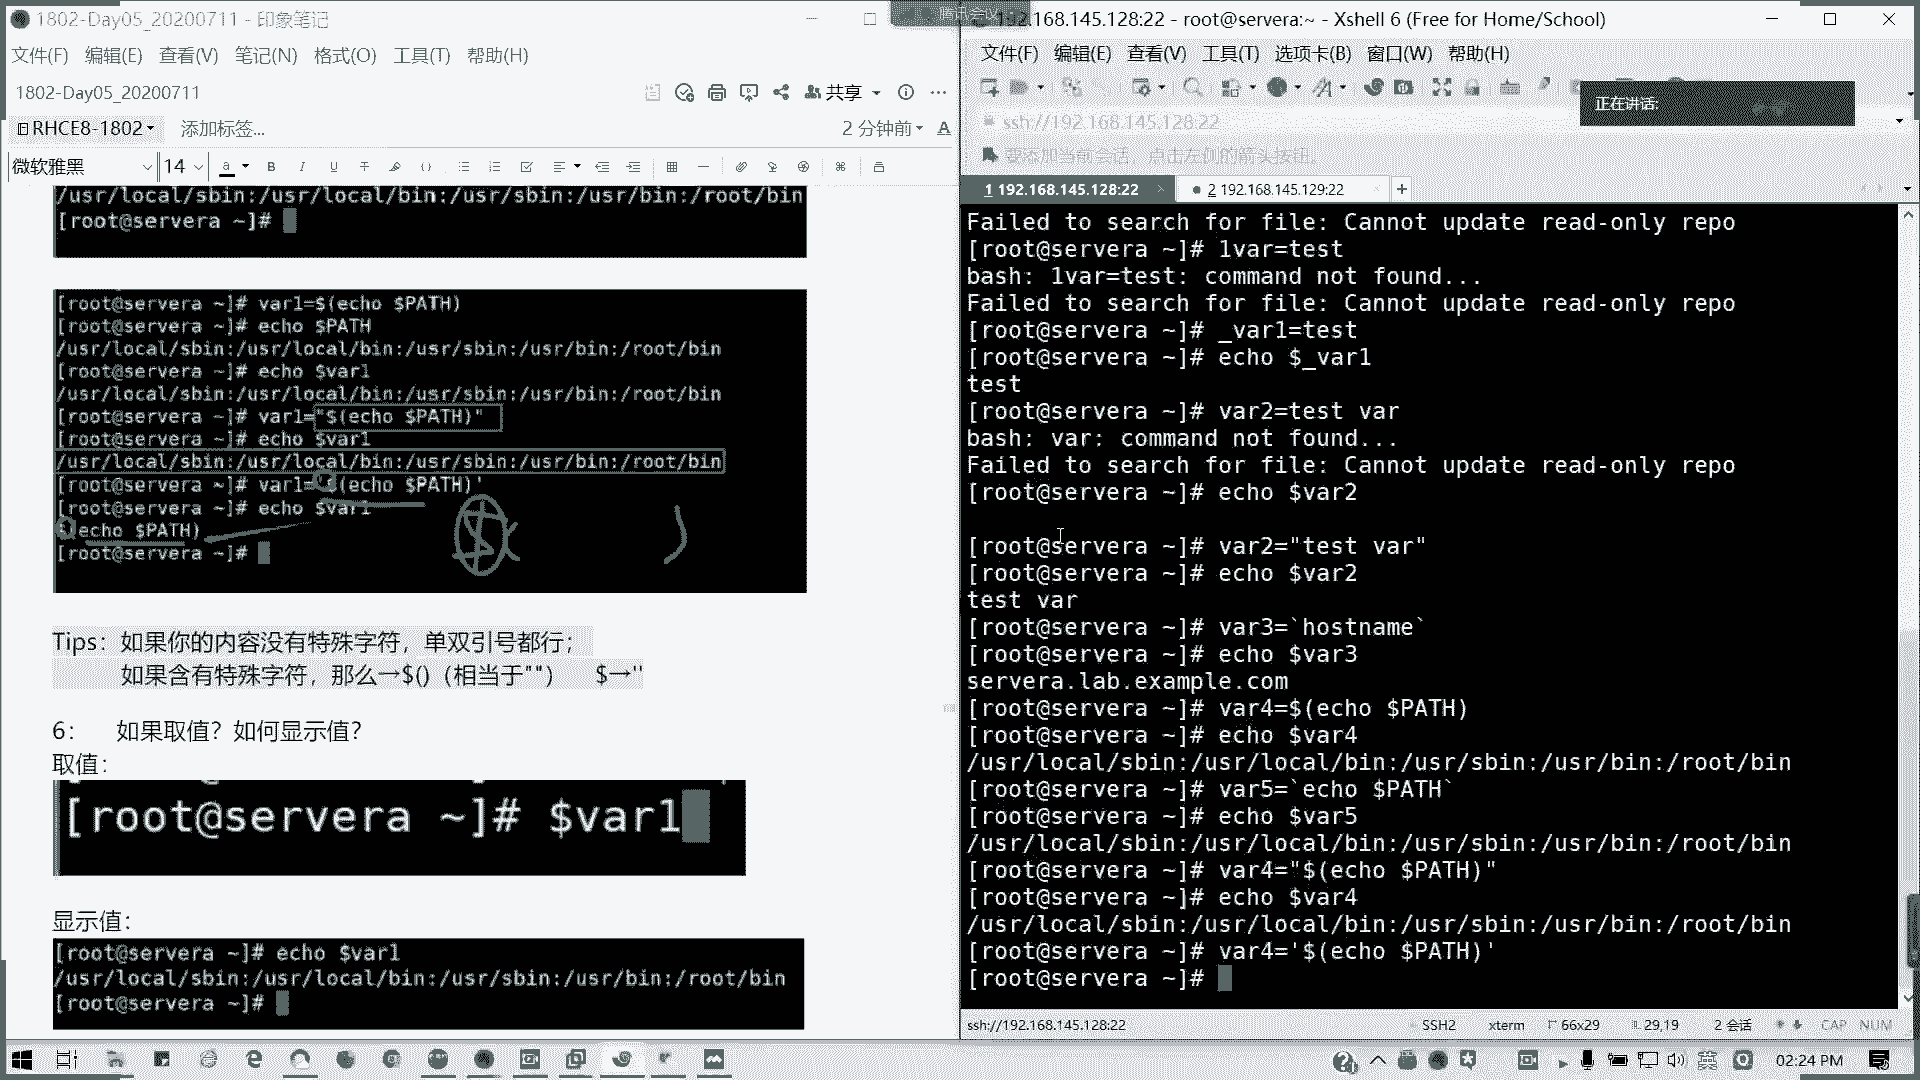 1802-Day05_20200711 - 印象笔记
文件(F) 编辑(E) 查看(V) 笔记(N) 格式(O) 工具(T) 帮助(H)
1802-Day05_20200711
共享
RHCE8-1802
添加标签...
2 分钟前
微软雅黑
14
/usr/local/sbin:/usr/local/bin:/usr/sbin:/usr/bin:/root/bin
[root@servera ~]#
[root@servera ~]# var1=$(echo $PATH)
[root@servera ~]# echo $PATH
/usr/local/sbin:/usr/local/bin:/usr/sbin:/usr/bin:/root/bin
[root@servera ~]# echo $var1
/usr/local/sbin:/usr/local/bin:/usr/sbin:/usr/bin:/root/bin
[root@servera ~]# var1="$(echo $PATH)"
[root@servera ~]# echo $var1
/usr/local/sbin:/usr/local/bin:/usr/sbin:/usr/bin:/root/bin
[root@servera ~]# var1='$(echo $PATH)'
[root@servera ~]# echo $var1
$(echo $PATH)
[root@servera ~]#
$( )
Tips：如果你的内容没有特殊字符，单双引号都行；
如果含有特殊字符，那么→$()（相当于""） $→''
6： 如果取值？如何显示值？
取值：
[root@servera ~]# $var1
显示值：
[root@servera ~]# echo $var1
/usr/local/sbin:/usr/local/bin:/usr/sbin:/usr/bin:/root/bin
[root@servera ~]#
腾讯会议
192.168.145.128:22 - root@servera:~ - Xshell 6 (Free for Home/School)
文件(F) 编辑(E) 查看(V) 工具(T) 选项卡(B) 窗口(W) 帮助(H)
正在讲话:
ssh://192.168.145.128:22
要添加当前会话，点击左侧的箭头按钮。
1 192.168.145.128:22
2 192.168.145.129:22
Failed to search for file: Cannot update read-only repo
[root@servera ~]# 1var=test
bash: 1var=test: command not found...
Failed to search for file: Cannot update read-only repo
[root@servera ~]# _var1=test
[root@servera ~]# echo $_var1
test
[root@servera ~]# var2=test var
bash: var: command not found...
Failed to search for file: Cannot update read-only repo
[root@servera ~]# echo $var2
[root@servera ~]# var2="test var"
[root@servera ~]# echo $var2
test var
[root@servera ~]# var3=`hostname`
[root@servera ~]# echo $var3
servera.lab.example.com
[root@servera ~]# var4=$(echo $PATH)
[root@servera ~]# echo $var4
/usr/local/sbin:/usr/local/bin:/usr/sbin:/usr/bin:/root/bin
[root@servera ~]# var5=`echo $PATH`
[root@servera ~]# echo $var5
/usr/local/sbin:/usr/local/bin:/usr/sbin:/usr/bin:/root/bin
[root@servera ~]# var4="$(echo $PATH)"
[root@servera ~]# echo $var4
/usr/local/sbin:/usr/local/bin:/usr/sbin:/usr/bin:/root/bin
[root@servera ~]# var4='$(echo $PATH)'
[root@servera ~]#
ssh://192.168.145.128:22
SSH2 xterm 66x29 29,19 2 会话 CAP NUM
英
02:24 PM